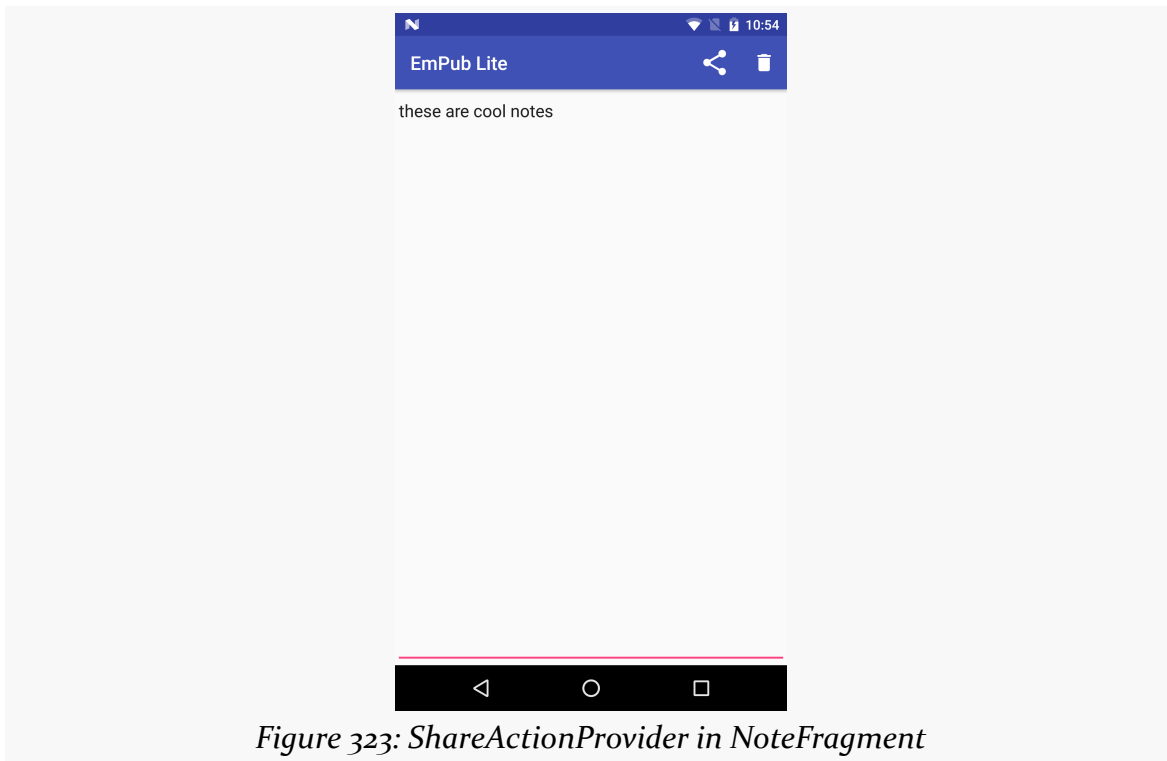 N 10:54
EmPub Lite
these are cool notes
Figure 323: ShareActionProvider in NoteFragment